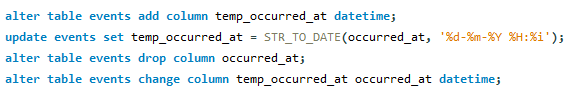 alter table events add column temp_occurred_at datetime;
update events set temp_occurred_at = STR_TO_DATE(occurred_at, '%d-%m-%Y %H:%i');
alter table events drop column occurred_at;
alter table events change column temp_occurred_at occurred_at datetime;